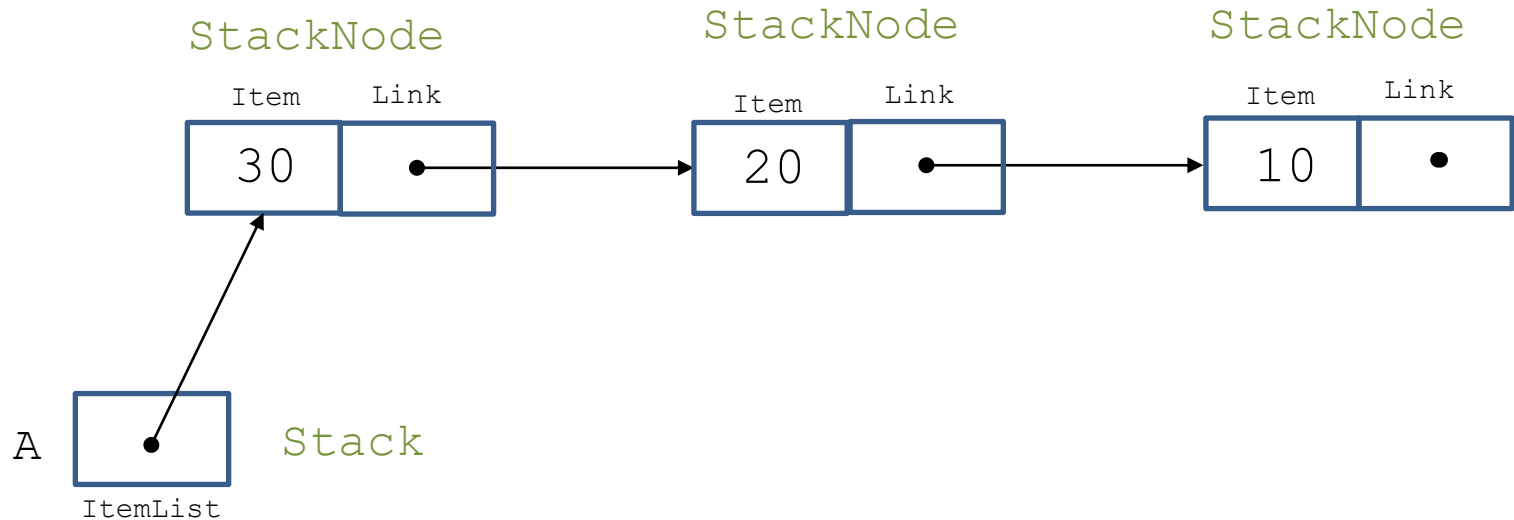 StackNode StackNode StackNode
Item Link Item Link Item Link
30 20 10
A Stack
ItemList